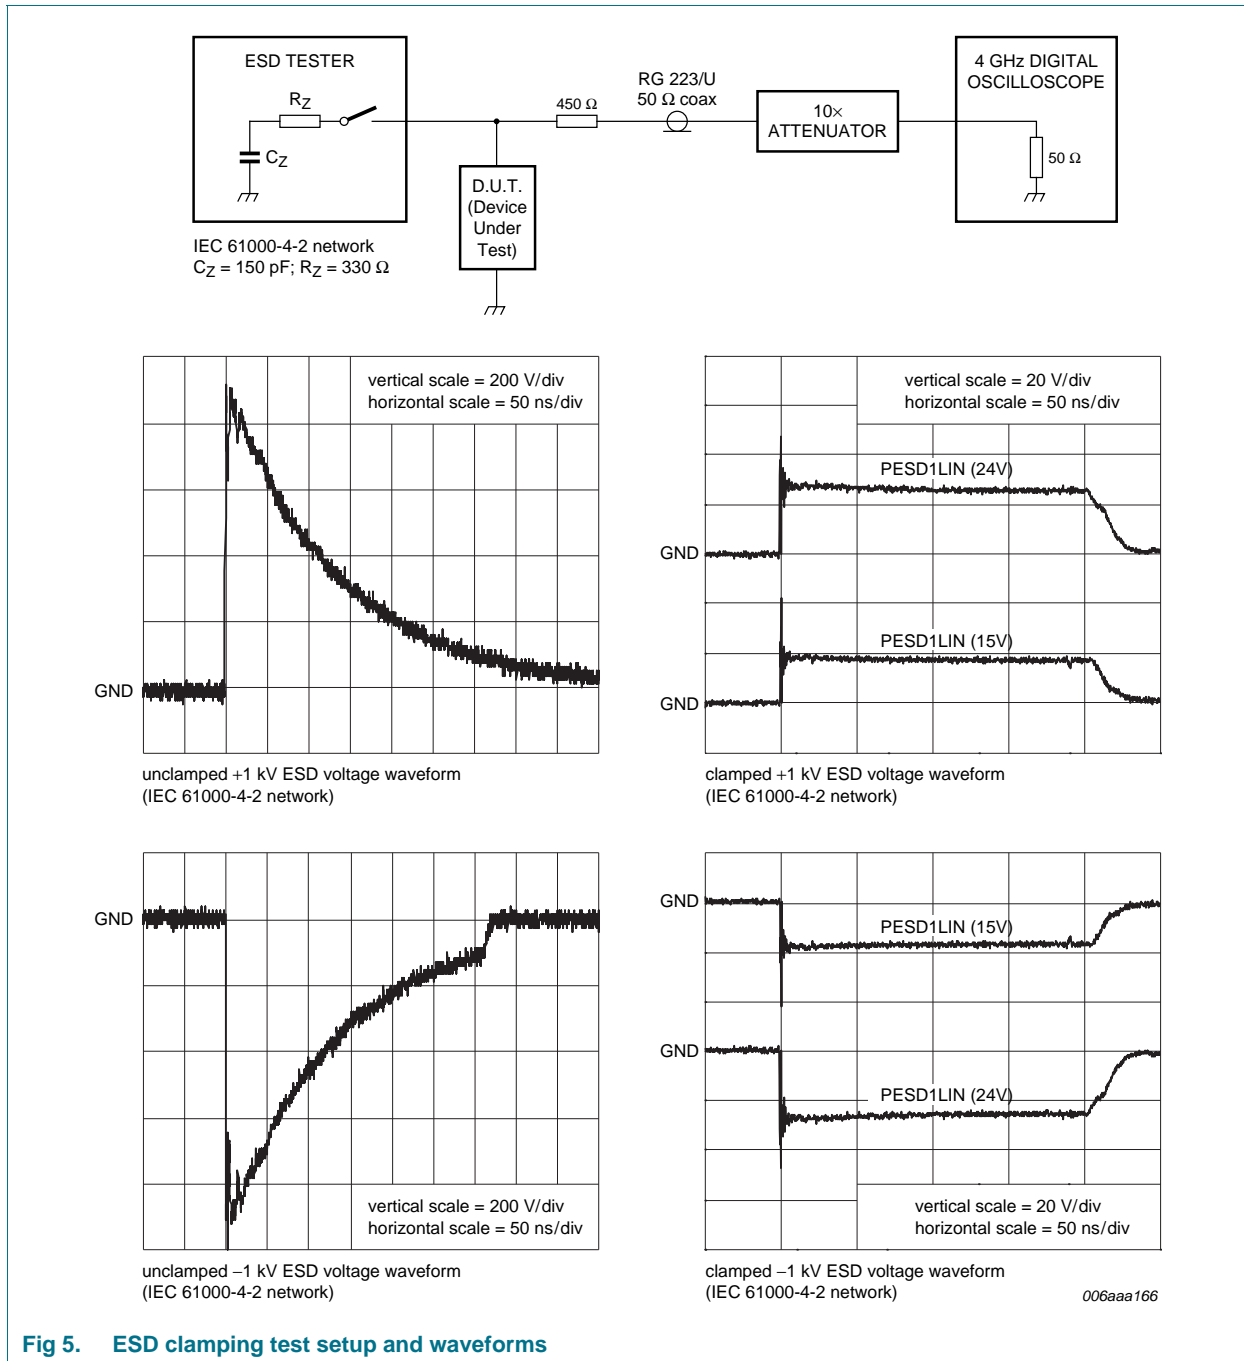 ESD TESTER
RZ
CZ
IEC 61000-4-2 network
CZ = 150 pF; RZ = 330 Ω
D.U.T.
(Device
Under
Test)
450 Ω
RG 223/U
50 Ω coax
10×
ATTENUATOR
4 GHz DIGITAL
OSCILLOSCOPE
50 Ω
vertical scale = 200 V/div
horizontal scale = 50 ns/div
GND
unclamped +1 kV ESD voltage waveform
(IEC 61000-4-2 network)
vertical scale = 20 V/div
horizontal scale = 50 ns/div
PESD1LIN (24V)
GND
PESD1LIN (15V)
GND
clamped +1 kV ESD voltage waveform
(IEC 61000-4-2 network)
GND
vertical scale = 200 V/div
horizontal scale = 50 ns/div
unclamped −1 kV ESD voltage waveform
(IEC 61000-4-2 network)
GND
PESD1LIN (15V)
GND
PESD1LIN (24V)
vertical scale = 20 V/div
horizontal scale = 50 ns/div
clamped −1 kV ESD voltage waveform
(IEC 61000-4-2 network)
006aaa166
Fig 5. ESD clamping test setup and waveforms